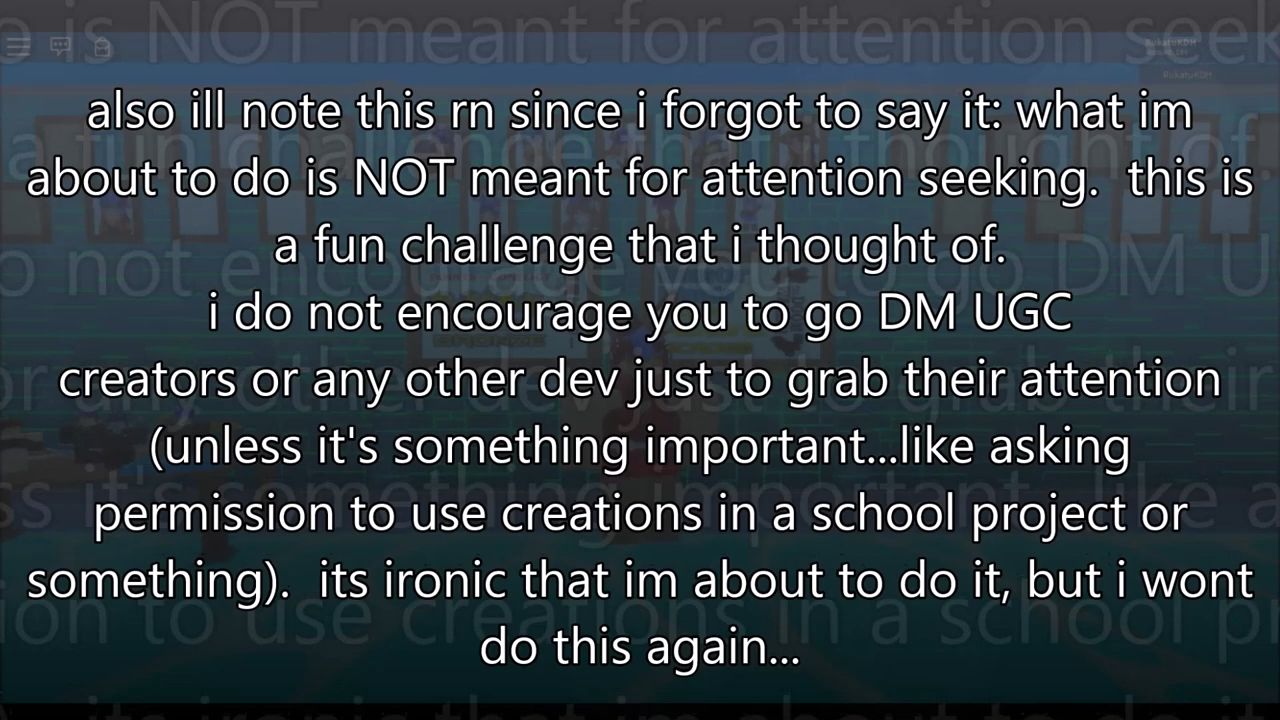 also ill note this rn since i forgot to say it: what im
about to do is NOT meant for attention seeking.  this is
a fun challenge that i thought of.
i do not encourage you to go DM UGC
creators or any other dev just to grab their attention
(unless it's something important...like asking
permission to use creations in a school project or
something).  its ironic that im about to do it, but i wont
do this again...